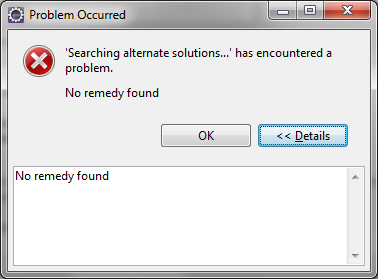 Problem Occurred
'Searching alternate solutions...' has encountered a
problem.
No remedy found
OK
<< Details
No remedy found